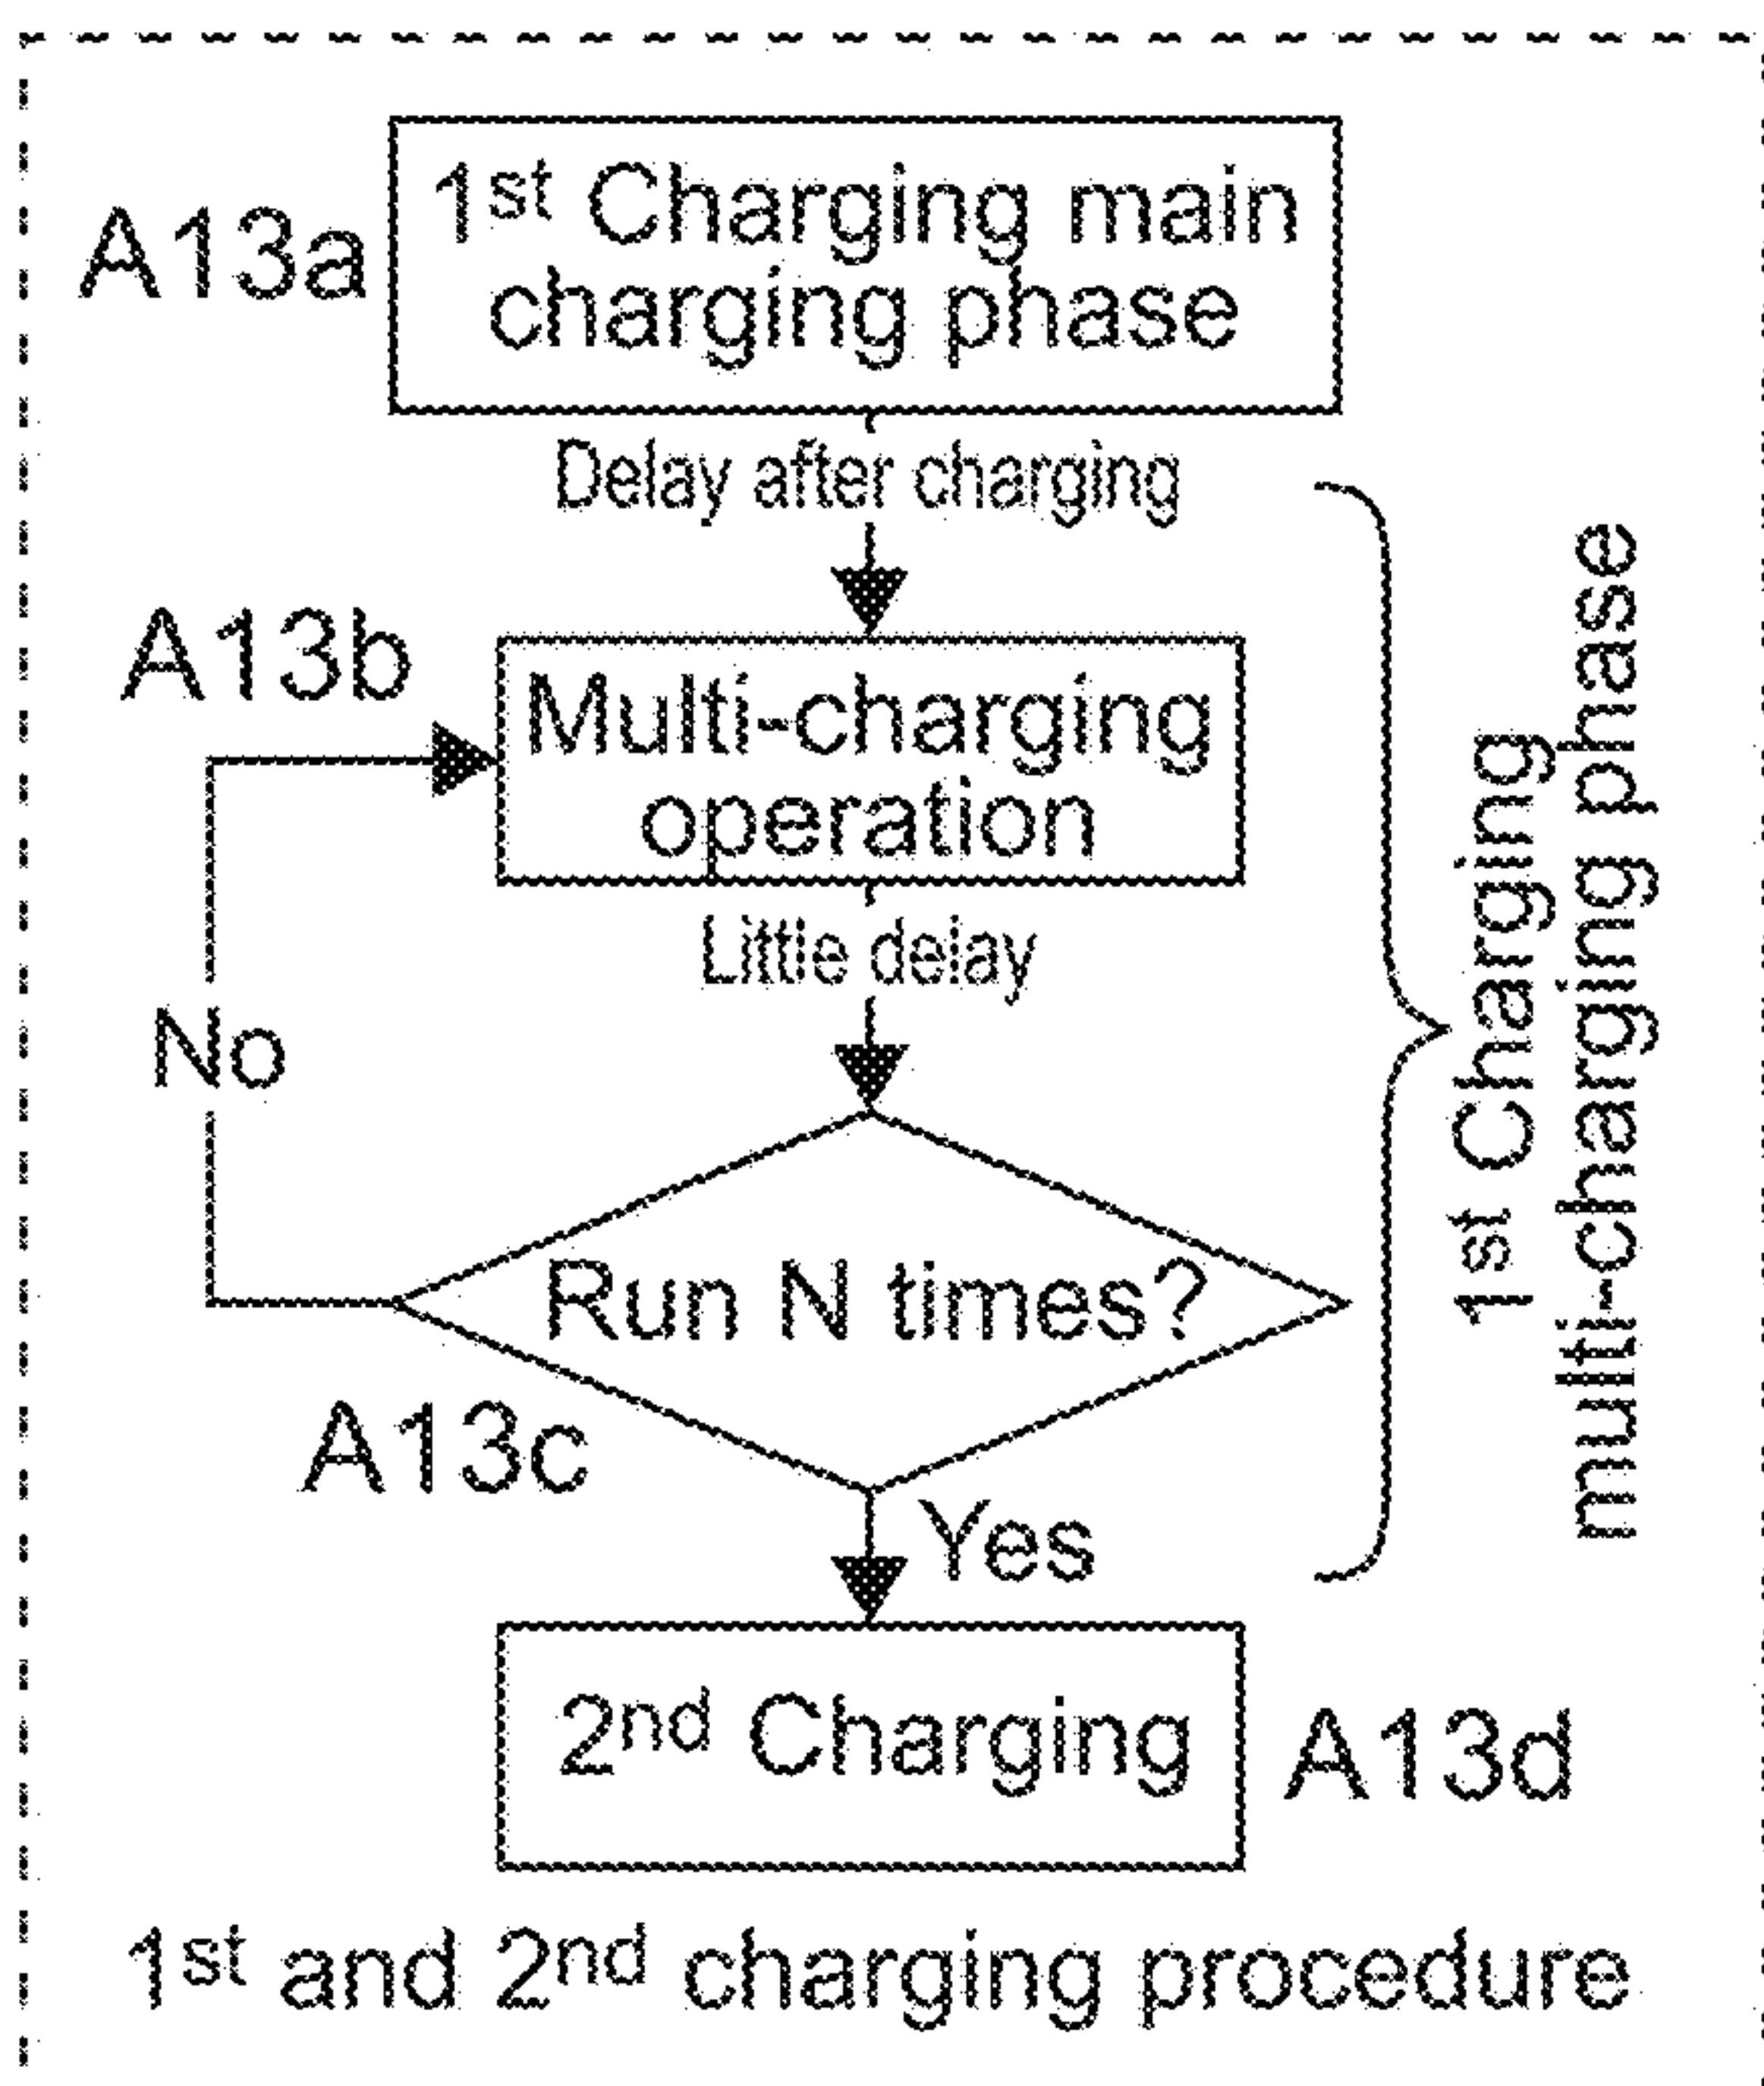 A13a
1st Charging main
charging phase
Delay after charging
A13b
Multi-charging
operation
Little delay
No
Run N times?
A13c
Yes
1st Charging
multi-charging phase
2nd Charging
A13d
1st and 2nd charging procedure